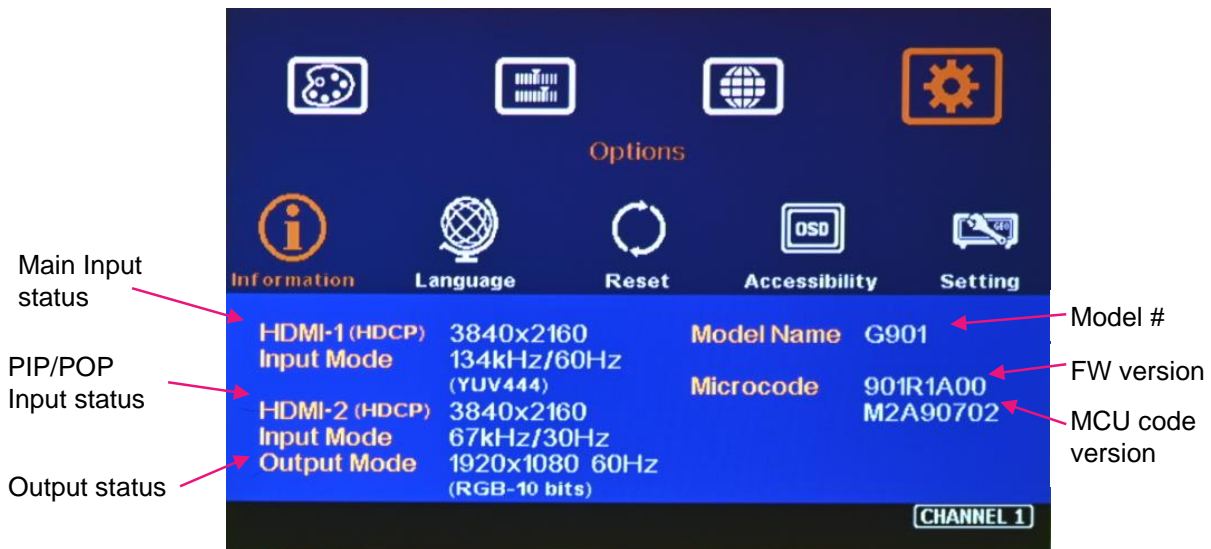 Options
OSD
GEO
Information Language Reset Accessibility Setting
Main Input
status
HDMI-1 (HDCP) 3840x2160
Input Mode 134kHz/60Hz
(YUV444)
PIP/POP
Input status
HDMI-2 (HDCP) 3840x2160
Input Mode 67kHz/30Hz
Output Mode 1920x1080 60Hz
(RGB-10 bits)
Output status
Model Name G901
Model #
Microcode 901R1A00
M2A90702
FW version
MCU code
version
CHANNEL 1